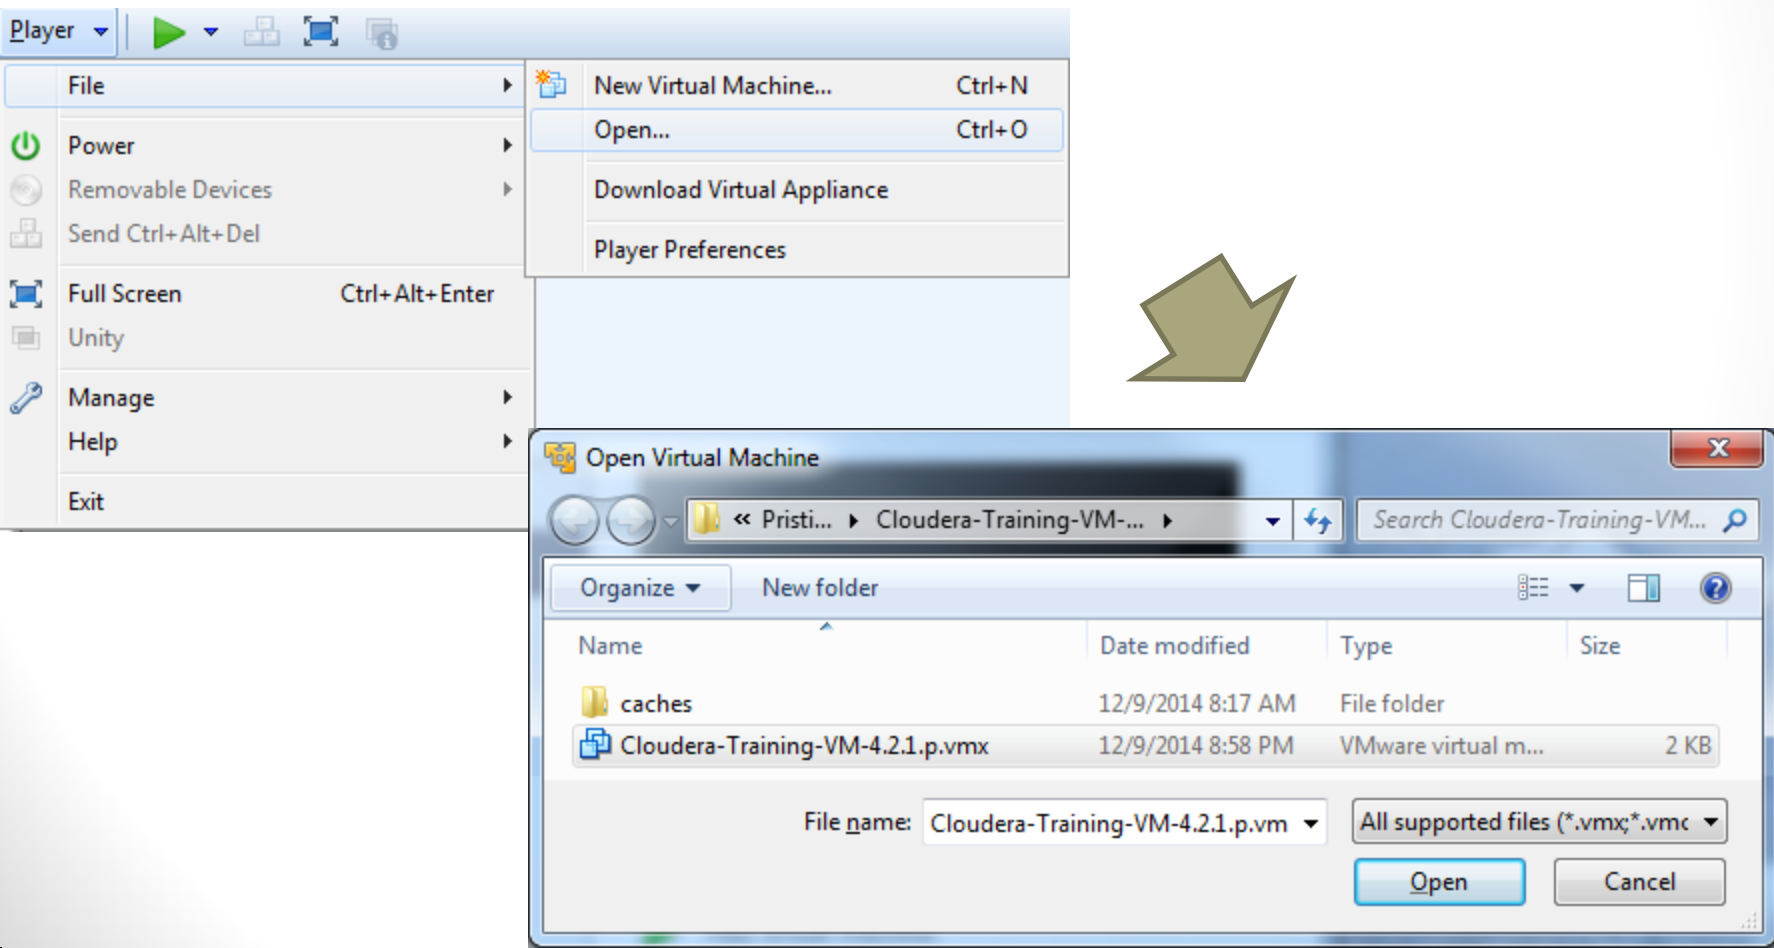 Player
File
New Virtual Machine... Ctrl+N
Open... Ctrl+O
Power
Removable Devices
Download Virtual Appliance
Send Ctrl+Alt+Del
Player Preferences
Full Screen Ctrl+Alt+Enter
Unity
Manage
Help
Exit
Open Virtual Machine
« Pristi... Cloudera-Training-VM-...
Search Cloudera-Training-VM...
Organize New folder
Name Date modified Type Size
caches 12/9/2014 8:17 AM File folder
Cloudera-Training-VM-4.2.1.p.vmx 12/9/2014 8:58 PM VMware virtual m... 2 KB
File name: Cloudera-Training-VM-4.2.1.p.vm All supported files (*.vmx;*.vmc
Open Cancel